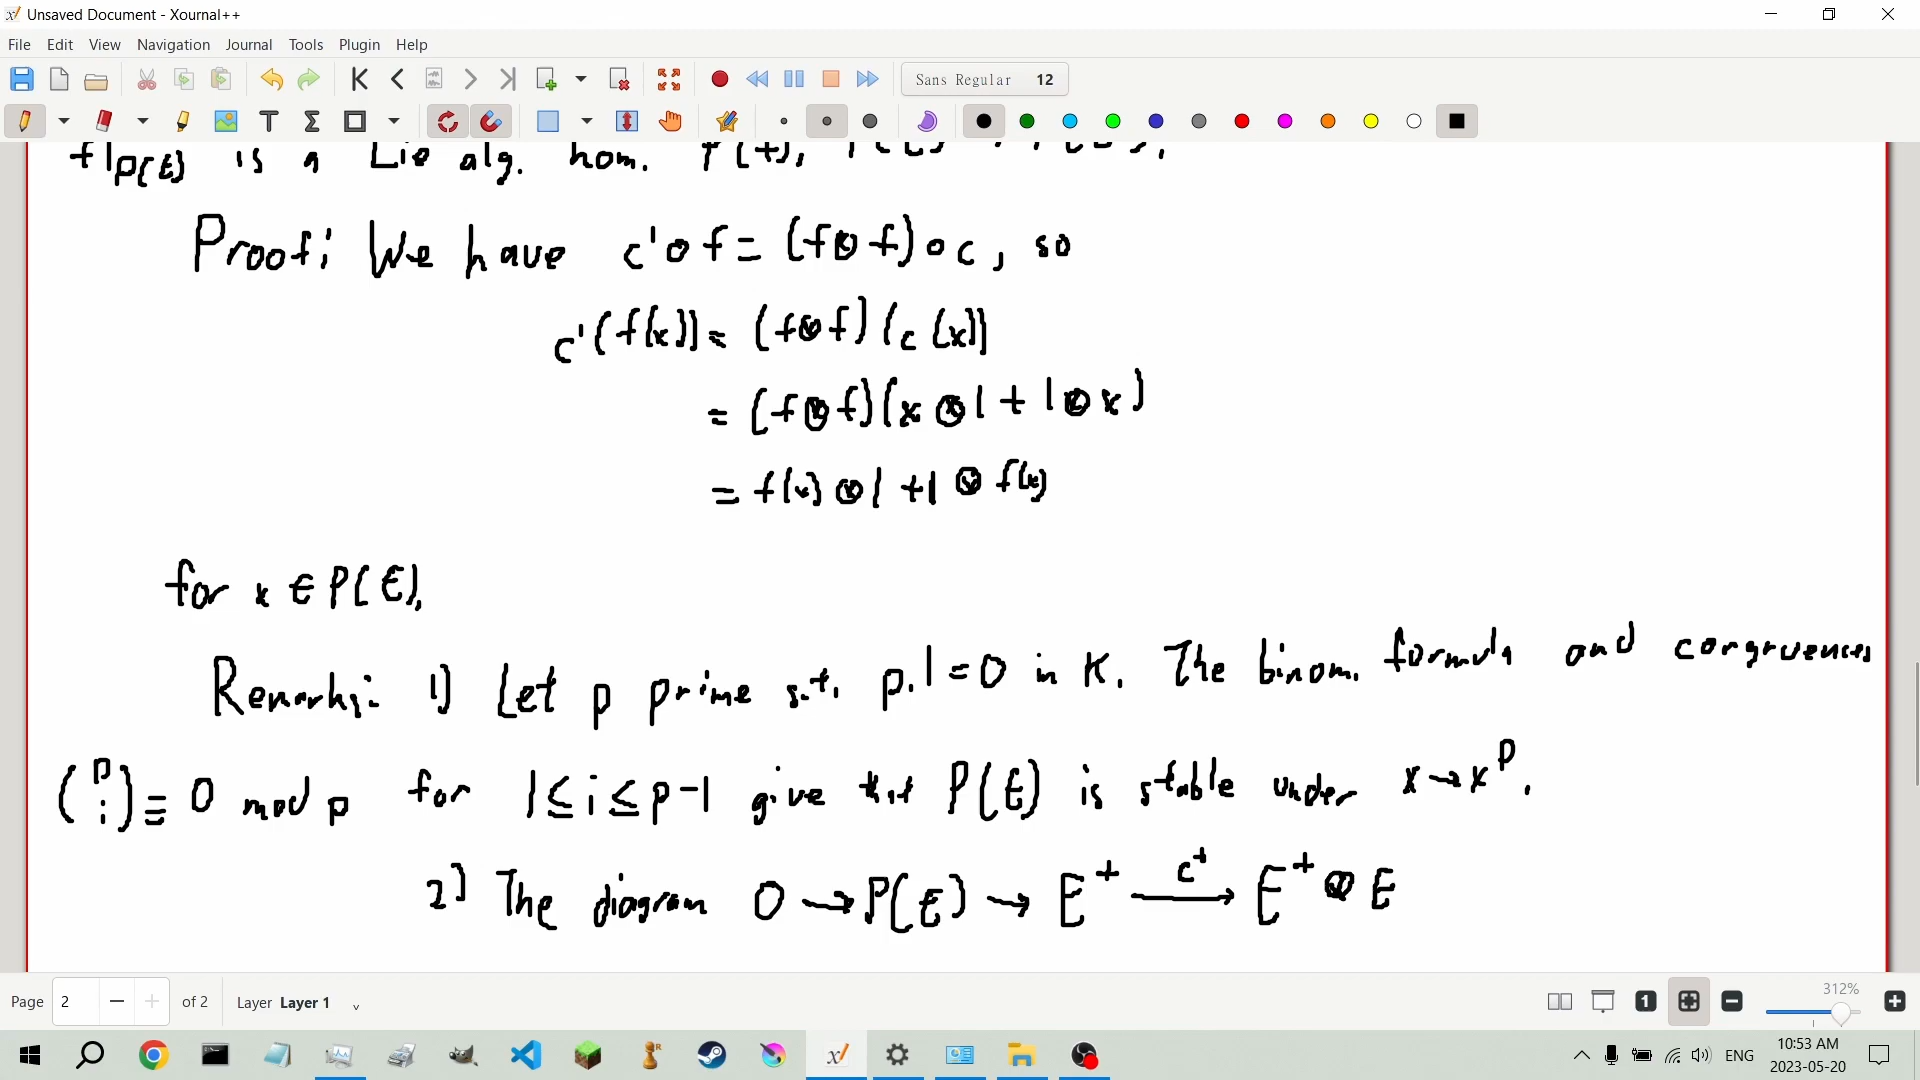 Unsaved Document - Xournal++
File Edit View Navigation Journal Tools Plugin Help
Sans Regular 12
f|P(E) is a Lie alg. hom.
Proof: We have c'∘f = (f⊗f)∘c, so
c'(f(x)) = (f⊗f)(c(x))
= (f⊗f)(x⊗1+1⊗x)
= f(x)⊗1+1⊗f(x)
for x∈P(E).
Remarks: 1) Let p prime s.t. p.1=0 in K. The binom. formula and congruences
(p i) ≡ 0 mod p for 1≤i≤p-1 give that P(E) is stable under x→x^p.
2) The diagram 0→P(E)→E^+ —c^+→ E^+⊗E
Page 2 of 2 Layer Layer 1 312%
ENG 10:53 AM
2023-05-20